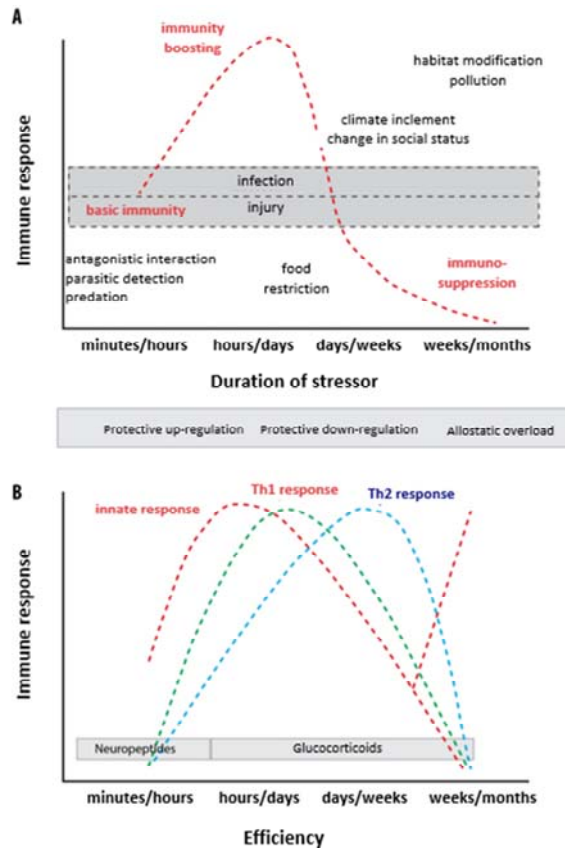 A
immunity
boosting
habitat modification
pollution
climate inclement
change in social status
infection
basic immunity
injury
antagonistic interaction
parasitic detection
predation
food
restriction
immuno-
suppression
Immune response
minutes/hours
hours/days
days/weeks
weeks/months
Duration of stressor
Protective up-regulation
Protective down-regulation
Allostatic overload
B
innate response
Th1 response
Th2 response
Immune response
Neuropeptides
Glucocorticoids
minutes/hours
hours/days
days/weeks
weeks/months
Efficiency